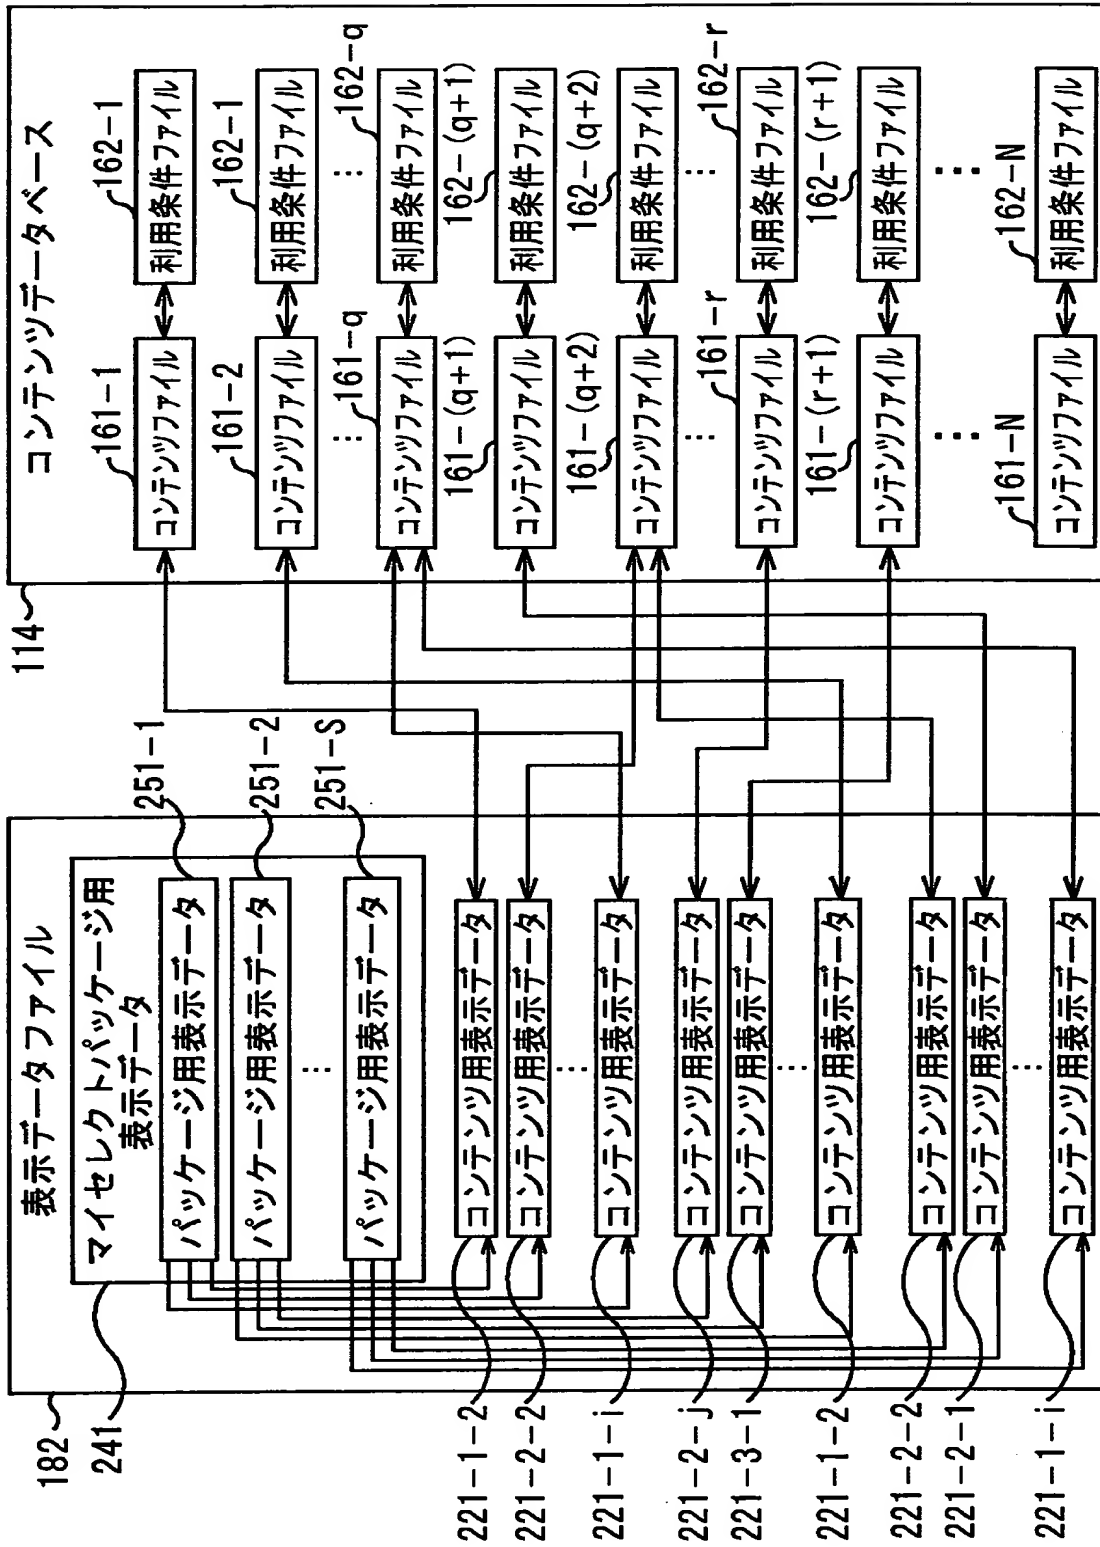 表示データファイル
182
241
マイセレクトパッケージ用
表示データ
パッケージ用表示データ
251-1
パッケージ用表示データ
251-2
⋮
パッケージ用表示データ
251-S
221-1-2
コンテンツ用表示データ
221-2-2
コンテンツ用表示データ
⋮
221-1-i
コンテンツ用表示データ
221-2-j
コンテンツ用表示データ
221-3-1
コンテンツ用表示データ
⋮
221-1-2
コンテンツ用表示データ
221-2-2
コンテンツ用表示データ
221-2-1
コンテンツ用表示データ
⋮
221-1-i
コンテンツ用表示データ
114
コンテンツデータベース
161-1
162-1
コンテンツファイル
利用条件ファイル
161-2
162-1
コンテンツファイル
利用条件ファイル
⋮
⋮
161-q
162-q
コンテンツファイル
利用条件ファイル
161-(q+1)
162-(q+1)
コンテンツファイル
利用条件ファイル
161-(q+2)
162-(q+2)
コンテンツファイル
利用条件ファイル
⋮
⋮
161-r
162-r
コンテンツファイル
利用条件ファイル
161-(r+1)
162-(r+1)
コンテンツファイル
利用条件ファイル
⋮
⋮
161-N
162-N
コンテンツファイル
利用条件ファイル